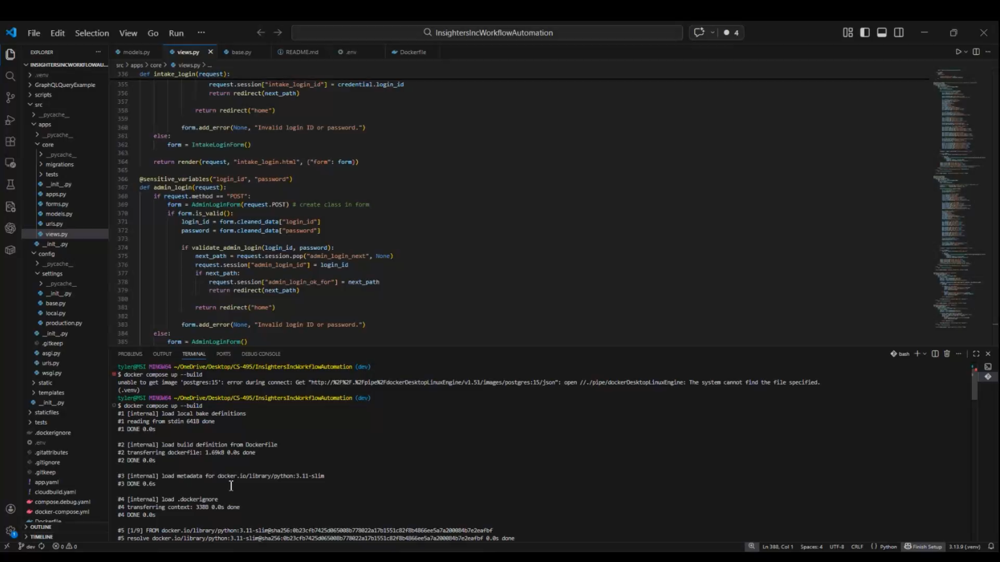 File Edit Selection View Go Run ··· InsightersIncWorkflowAutomation 4
EXPLORER ··· models.py views.py base.py README.md .env Dockerfile
INSIGHTERSINCWORKFLOWAU...
src > apps > core > views.py > ...
.venv
GraphQLQueryExample
scripts
src
__pycache__
apps
__pycache__
core
__pycache__
migrations
tests
__init__.py
apps.py
forms.py
models.py
urls.py
views.py
__init__.py
config
__pycache__
settings
__pycache__
__init__.py
base.py
local.py
production.py
__init__.py
.gitkeep
asgi.py
urls.py
wsgi.py
static
templates
__init__.py
staticfiles
tests
.dockerignore
.env
.gitattributes
.gitignore
.gitkeep
app.yaml
cloudbuild.yaml
compose.debug.yaml
docker-compose.yml
Dockerfile
OUTLINE
TIMELINE
336 def intake_login(request):
355 request.session["intake_login_id"] = credential.login_id
356 return redirect(next_path)
357
358 return redirect("home")
359
360 form.add_error(None, "Invalid login ID or password.")
361 else:
362 form = IntakeLoginForm()
363
364 return render(request, "intake_login.html", {"form": form})
365
366 @sensitive_variables("login_id", "password")
367 def admin_login(request):
368 if request.method == "POST":
369 form = AdminLoginForm(request.POST) # create class in form
370 if form.is_valid():
371 login_id = form.cleaned_data["login_id"]
372 password = form.cleaned_data["password"]
373
374 if validate_admin_login(login_id, password):
375 next_path = request.session.pop("admin_login_next", None)
376 request.session["admin_login_id"] = login_id
377 if next_path:
378 request.session["admin_login_ok_for"] = next_path
379 return redirect(next_path)
380
381 return redirect("home")
382
383 form.add_error(None, "Invalid login ID or password.")
384 else:
385 form = AdminLoginForm()
PROBLEMS OUTPUT TERMINAL PORTS DEBUG CONSOLE bash
tyler@MSI MINGW64 ~/OneDrive/Desktop/CS-495/InsightersIncWorkflowAutomation (dev)
$ docker compose up --build
unable to get image 'postgres:15': error during connect: Get "http://%2F%2F.%2Fpipe%2FdockerDesktopLinuxEngine/v1.51/images/postgres:15/json": open //./pipe/dockerDesktopLinuxEngine: The system cannot find the file specified.
(.venv)
tyler@MSI MINGW64 ~/OneDrive/Desktop/CS-495/InsightersIncWorkflowAutomation (dev)
$ docker compose up --build
#1 [internal] load local bake definitions
#1 reading from stdin 641B done
#1 DONE 0.0s
#2 [internal] load build definition from Dockerfile
#2 transferring dockerfile: 1.69kB 0.0s done
#2 DONE 0.0s
#3 [internal] load metadata for docker.io/library/python:3.11-slim
#3 DONE 0.6s
#4 [internal] load .dockerignore
#4 transferring context: 338B 0.0s done
#4 DONE 0.0s
#5 [1/9] FROM docker.io/library/python:3.11-slim@sha256:0b23cfb7425d065008b778022a17b1551c82f8b4866ee5a7a200084b7e2eafbf
#5 resolve docker.io/library/python:3.11-slim@sha256:0b23cfb7425d065008b778022a17b1551c82f8b4866ee5a7a200084b7e2eafbf 0.0s done
dev 0 0 Ln 388, Col 1 Spaces: 4 UTF-8 CRLF { } Python Finish Setup 3.13.9 (.venv)